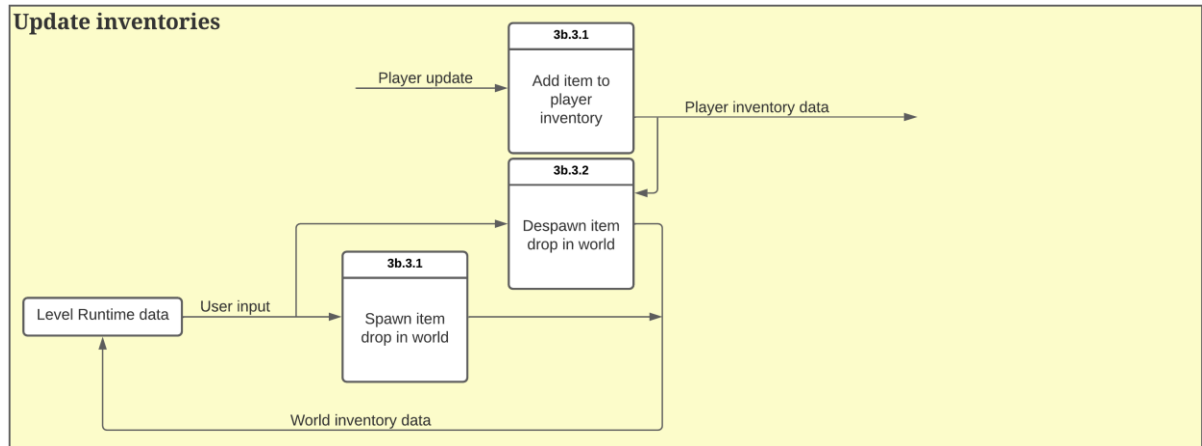 Update inventories
3b.3.1
Player update
Add item to
player
inventory
Player inventory data
3b.3.2
Despawn item
drop in world
3b.3.1
User input
Level Runtime data
Spawn item
drop in world
World inventory data